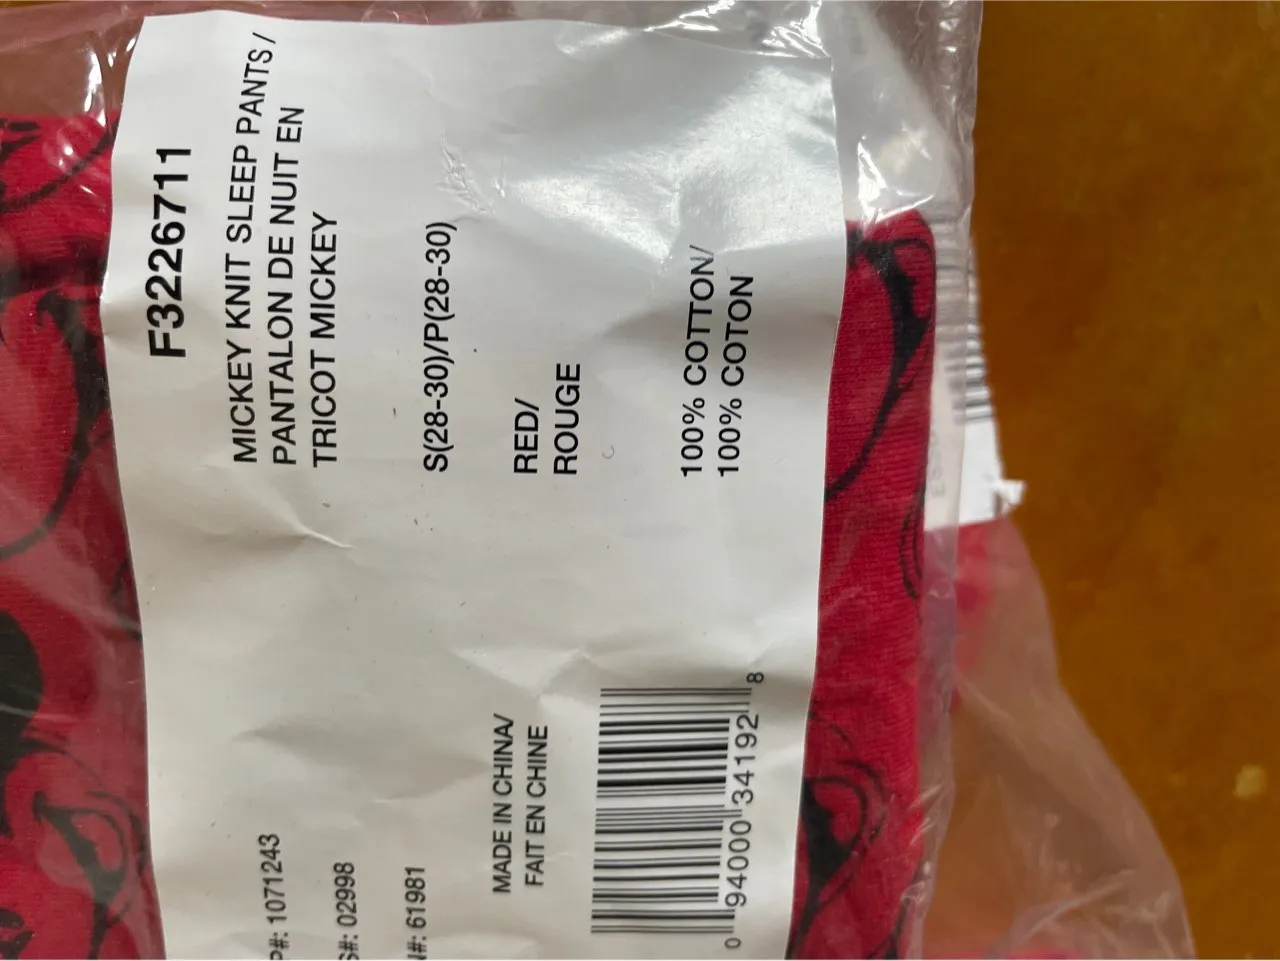 F3226711
MICKEY KNIT SLEEP PANTS /
PANTALON DE NUIT EN
TRICOT MICKEY
S(28-30)/P(28-30)
RED/
ROUGE
100% COTTON/
100% COTON
P#: 1071243
S#: 02998
#: 61981
MADE IN CHINA/
FAIT EN CHINE
0 94000 34192 8